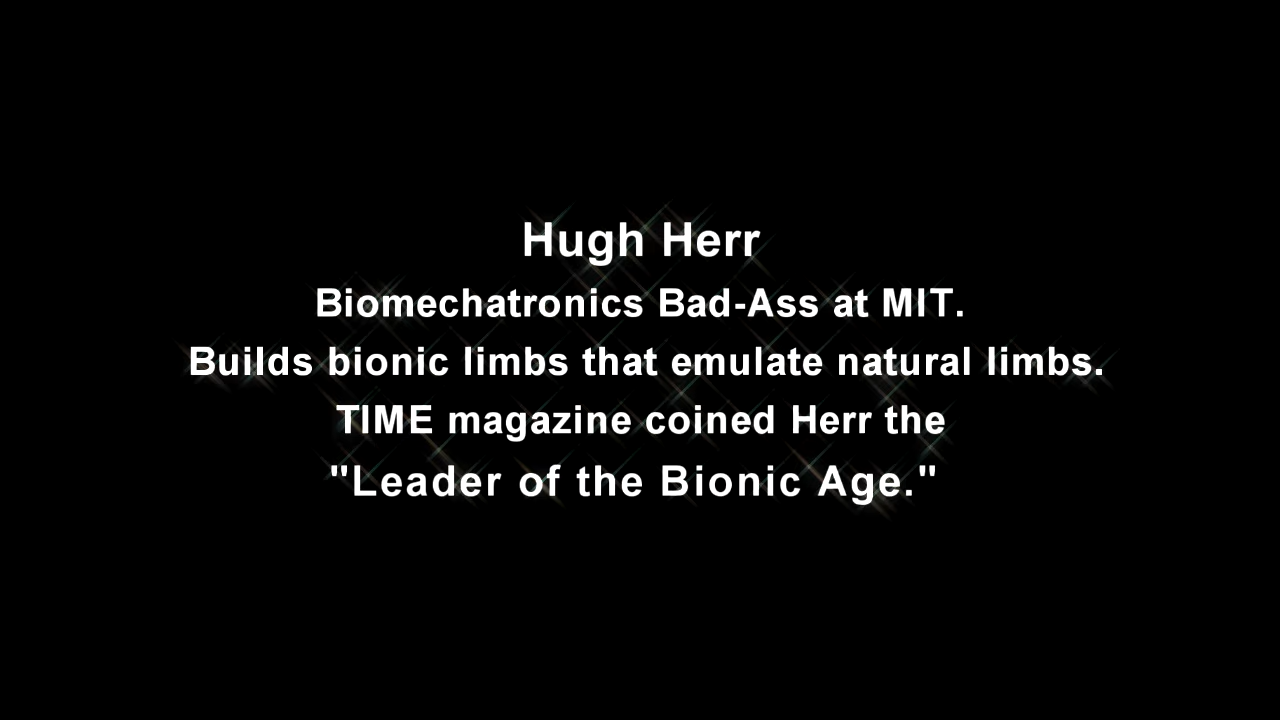 Hugh Herr
Biomechatronics Bad-Ass at MIT.
Builds bionic limbs that emulate natural limbs.
TIME magazine coined Herr the
"Leader of the Bionic Age."